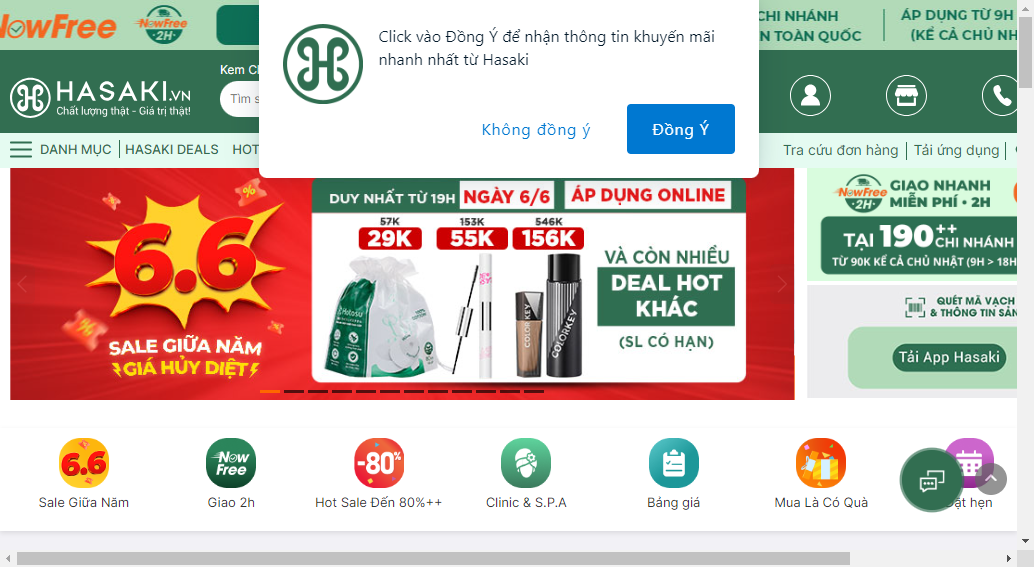 NowFree
NowFree
2H
CHI NHÁNH
N TOÀN QUỐC
ÁP DỤNG TỪ 9H
(KỂ CẢ CHỦ NH
Click vào Đồng Ý để nhận thông tin khuyến mãi
nhanh nhất từ Hasaki
Không đồng ý
Đồng Ý
HASAKI.VN
Chất lượng thật - Giá trị thật!
Kem Ch
Tìm s
DANH MỤC
HASAKI DEALS
HOT
Tra cứu đơn hàng
Tải ứng dụng
6.6
%
SALE GIỮA NĂM
GIÁ HỦY DIỆT
DUY NHẤT TỪ 19H NGÀY 6/6 ÁP DỤNG ONLINE
57K
29K
153K
55K
546K
156K
COLORKEY
COLORKEY
VÀ CÒN NHIỀU
DEAL HOT
KHÁC
(SL CÓ HẠN)
NowFree
2H
GIAO NHANH
MIỄN PHÍ • 2H
TẠI 190++ CHI NHÁNH
TỪ 90K KỂ CẢ CHỦ NHẬT (9H > 18H
QUÉT MÃ VẠCH
& THÔNG TIN SẢN
Tải App Hasaki
6.6
Sale Giữa Năm
Now
Free
Giao 2h
-80%
Hot Sale Đến 80%++
Clinic & S.P.A
Bảng giá
Mua Là Có Quà
Đặt hẹn